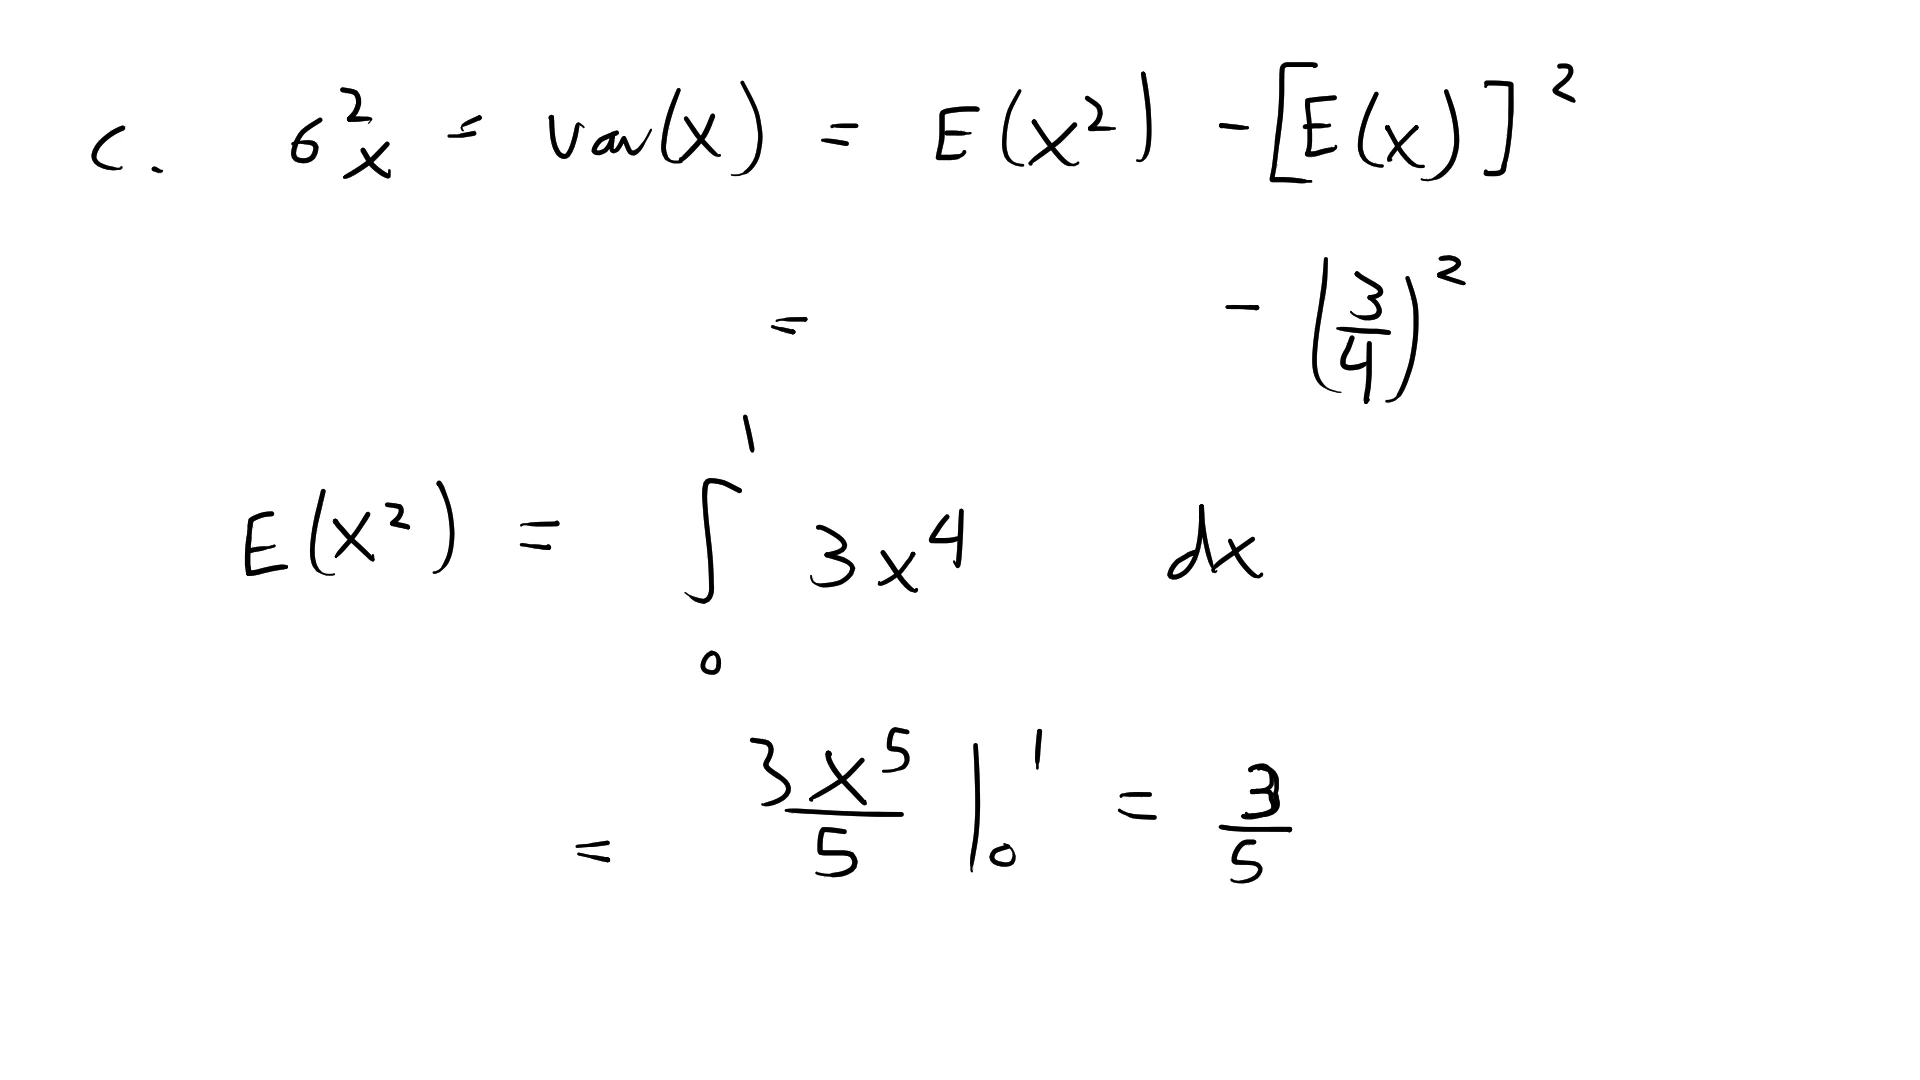 c. σ²x = Var(X) = E(X²) - [E(X)]²
= - (3/4)²
E(X²) = ∫₀¹ 3x⁴ dx
= 3x⁵/5 |₀¹ = 3/5